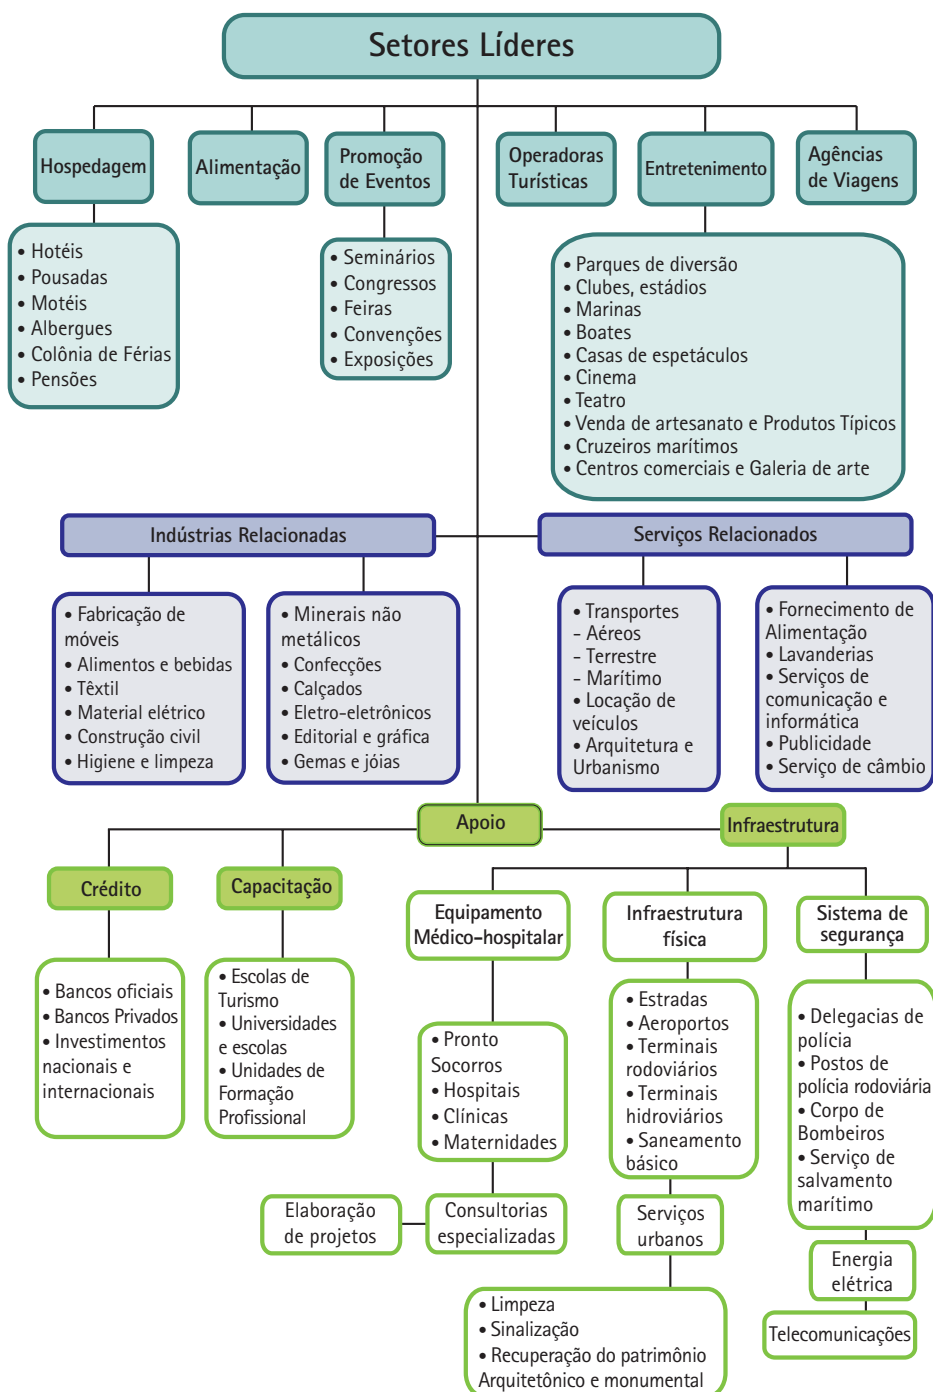 Setores Líderes
Hospedagem
Alimentação
Promoção
de Eventos
Operadoras
Turísticas
Entretenimento
Agências
de Viagens
• Hotéis
• Pousadas
• Motéis
• Albergues
• Colônia de Férias
• Pensões
• Seminários
• Congressos
• Feiras
• Convenções
• Exposições
• Parques de diversão
• Clubes, estádios
• Marinas
• Boates
• Casas de espetáculos
• Cinema
• Teatro
• Venda de artesanato e Produtos Típicos
• Cruzeiros marítimos
• Centros comerciais e Galeria de arte
Indústrias Relacionadas
Serviços Relacionados
• Fabricação de
móveis
• Alimentos e bebidas
• Têxtil
• Material elétrico
• Construção civil
• Higiene e limpeza
• Minerais não
metálicos
• Confecções
• Calçados
• Eletro-eletrônicos
• Editorial e gráfica
• Gemas e jóias
• Transportes
- Aéreos
- Terrestre
- Marítimo
• Locação de
veículos
• Arquitetura e
Urbanismo
• Fornecimento de
Alimentação
• Lavanderias
• Serviços de
comunicação e
informática
• Publicidade
• Serviço de câmbio
Apoio
Infraestrutura
Crédito
Capacitação
Equipamento
Médico-hospitalar
Infraestrutura
física
Sistema de
segurança
• Bancos oficiais
• Bancos Privados
• Investimentos
nacionais e
internacionais
• Escolas de
Turismo
• Universidades
e escolas
• Unidades de
Formação
Profissional
• Pronto
Socorros
• Hospitais
• Clínicas
• Maternidades
• Estradas
• Aeroportos
• Terminais
rodoviários
• Terminais
hidroviários
• Saneamento
básico
• Delegacias de
polícia
• Postos de
polícia rodoviária
• Corpo de
Bombeiros
• Serviço de
salvamento
marítimo
Elaboração
de projetos
Consultorias
especializadas
Serviços
urbanos
Energia
elétrica
• Limpeza
• Sinalização
• Recuperação do patrimônio
Arquitetônico e monumental
Telecomunicações